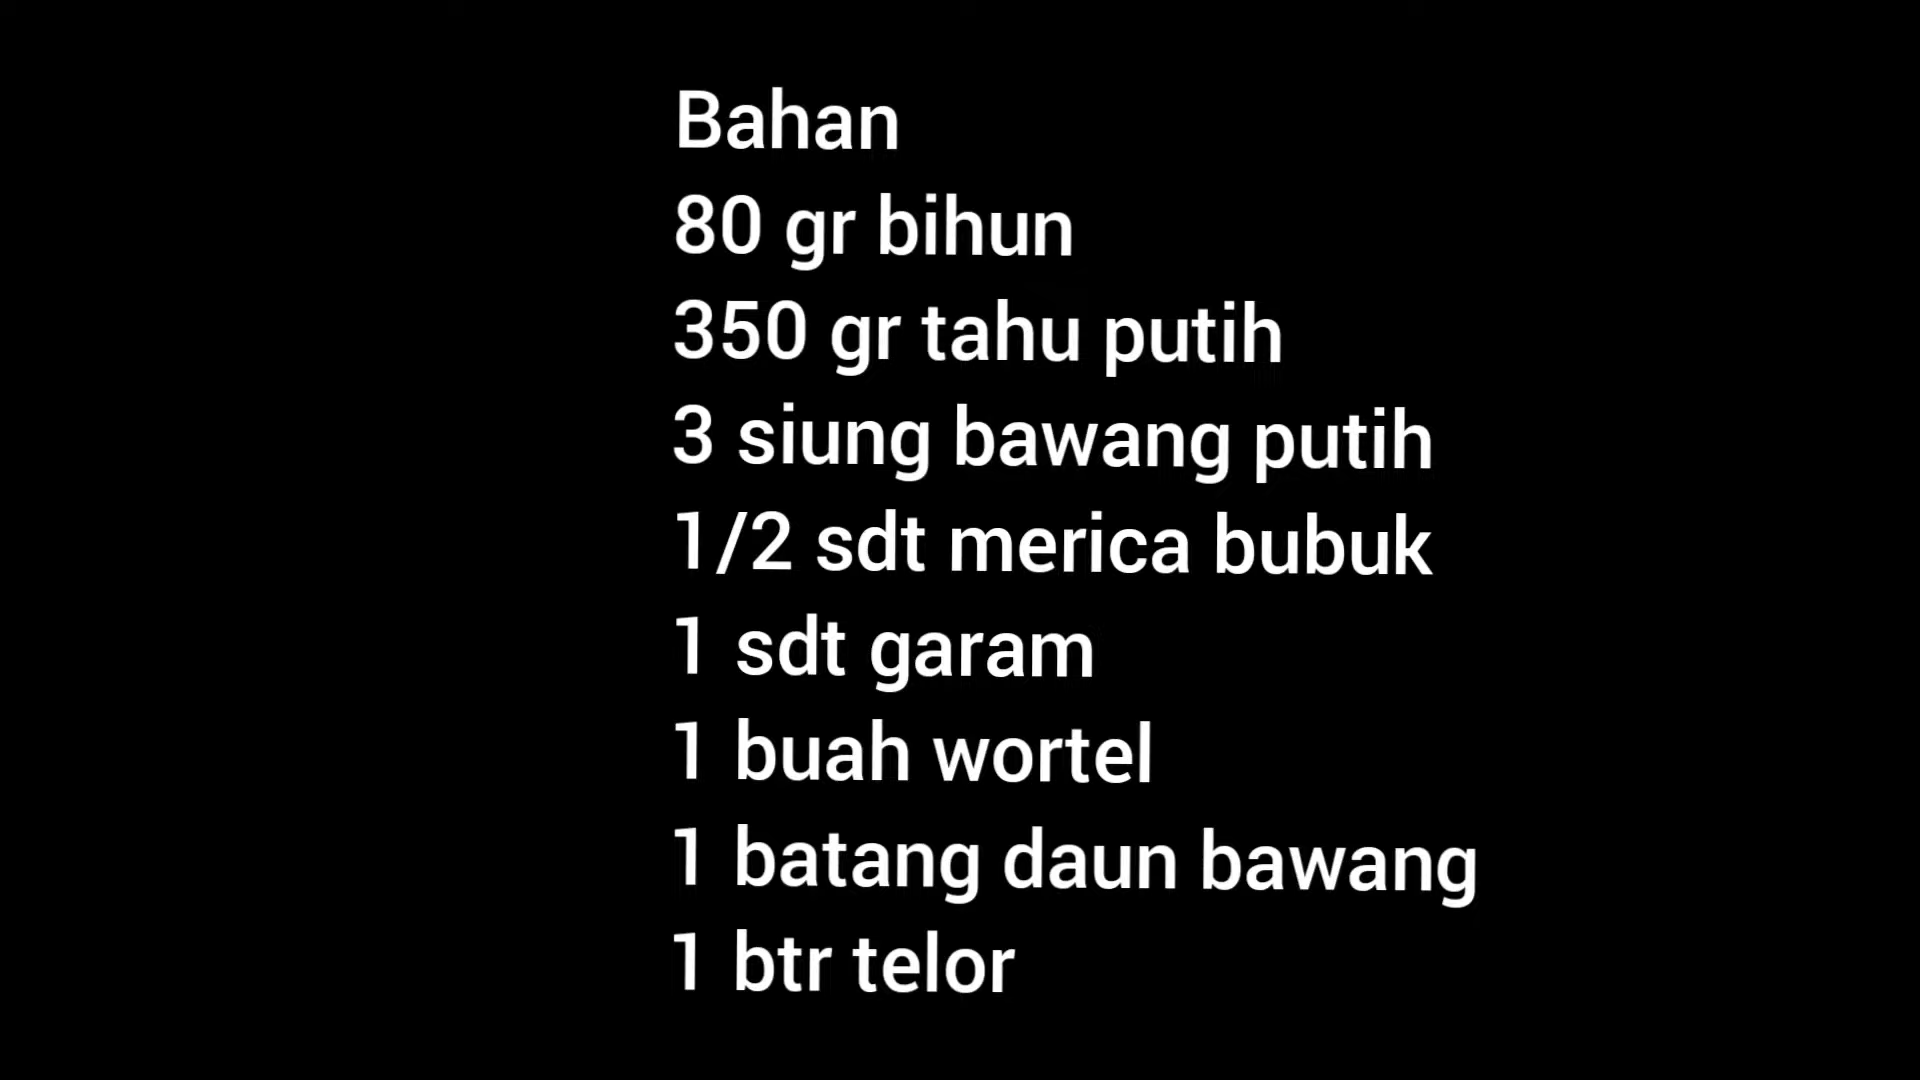 Bahan
80 gr bihun
350 gr tahu putih
3 siung bawang putih
1/2 sdt merica bubuk
1 sdt garam
1 buah wortel
1 batang daun bawang
1 btr telor